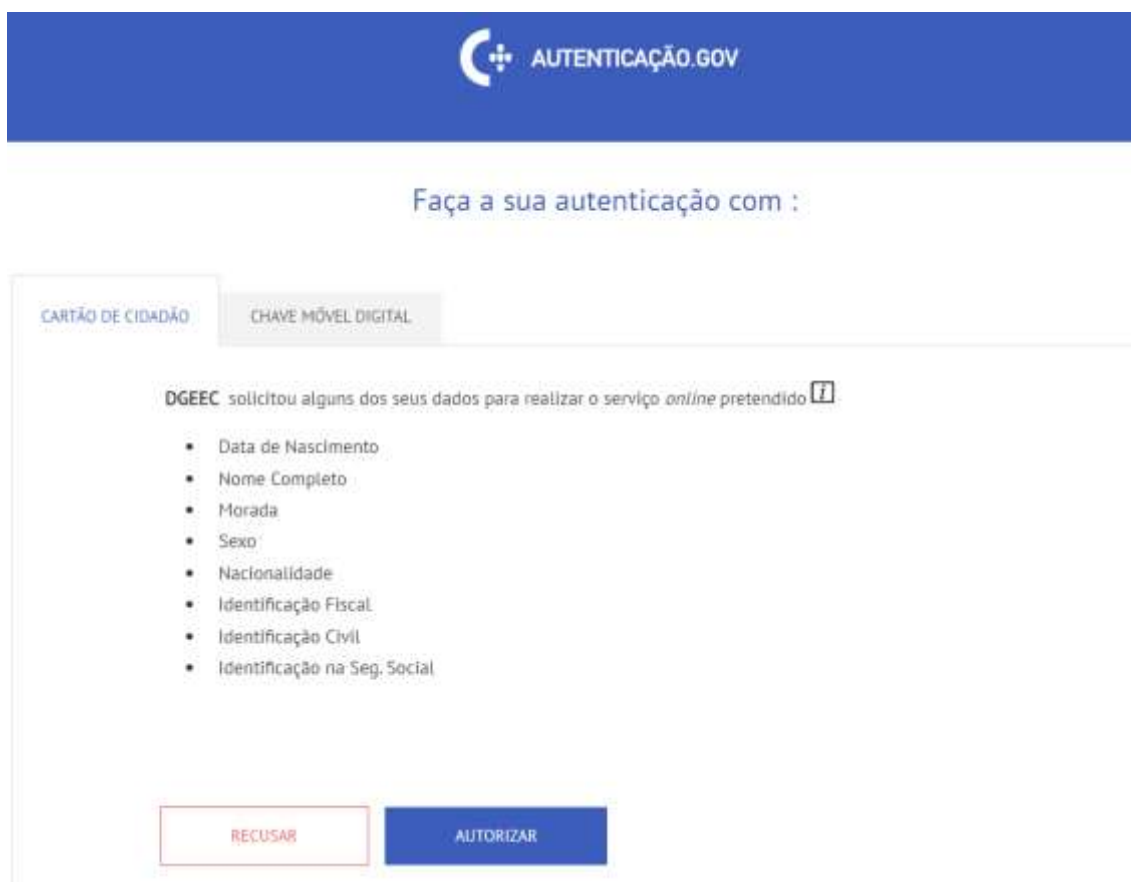 AUTENTICAÇÃO.GOV
Faça a sua autenticação com :
CARTÃO DE CIDADÃO
CHAVE MÓVEL DIGITAL
DGEEC solicitou alguns dos seus dados para realizar o serviço online pretendido i
• Data de Nascimento
• Nome Completo
• Morada
• Sexo
• Nacionalidade
• Identificação Fiscal
• Identificação Civil
• Identificação na Seg. Social
RECUSAR
AUTORIZAR